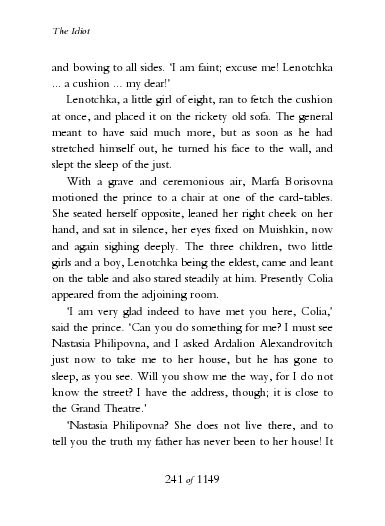 The Idiot
and bowing to all sides. 'I am faint; excuse me! Lenotchka
... a cushion ... my dear!'
Lenotchka, a little girl of eight, ran to fetch the cushion
at once, and placed it on the rickety old sofa. The general
meant to have said much more, but as soon as he had
stretched himself out, he turned his face to the wall, and
slept the sleep of the just.
With a grave and ceremonious air, Marfa Borisovna
motioned the prince to a chair at one of the card-tables.
She seated herself opposite, leaned her right cheek on her
hand, and sat in silence, her eyes fixed on Muishkin, now
and again sighing deeply. The three children, two little
girls and a boy, Lenotchka being the eldest, came and leant
on the table and also stared steadily at him. Presently Colia
appeared from the adjoining room.
'I am very glad indeed to have met you here, Colia,'
said the prince. 'Can you do something for me? I must see
Nastasia Philipovna, and I asked Ardalion Alexandrovitch
just now to take me to her house, but he has gone to
sleep, as you see. Will you show me the way, for I do not
know the street? I have the address, though; it is close to
the Grand Theatre.'
'Nastasia Philipovna? She does not live there, and to
tell you the truth my father has never been to her house! It
241 of 1149